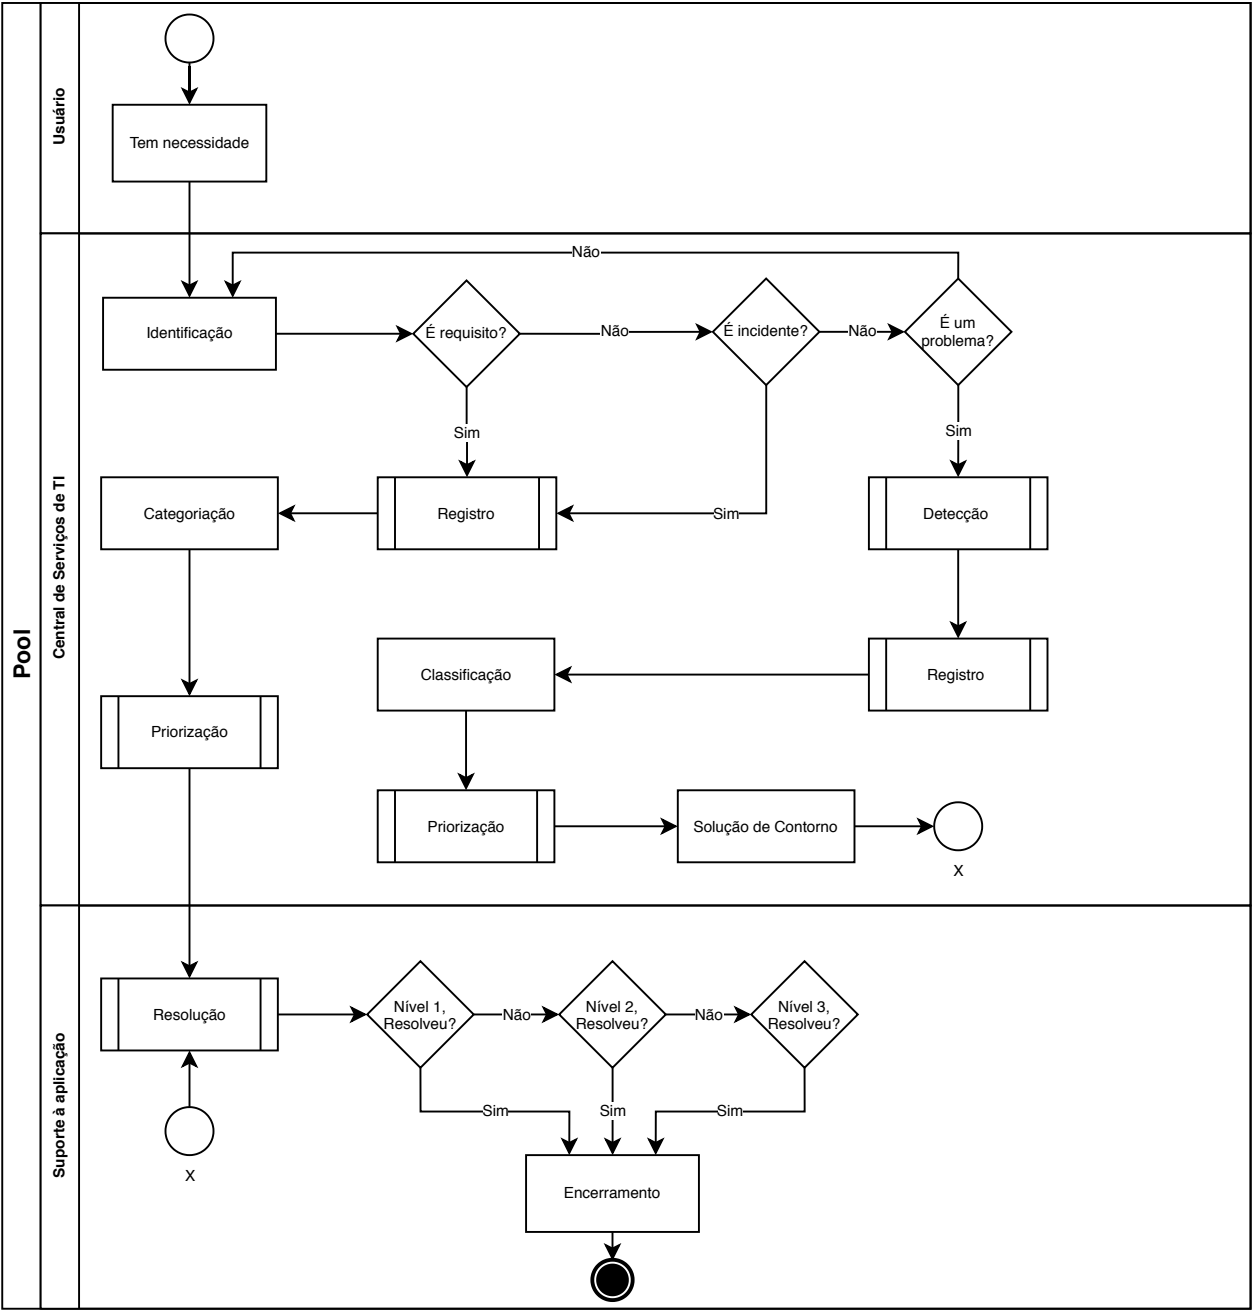 Pool
Usuário
Tem necessidade
Central de Serviços de TI
Não
Identificação
É requisito?
Não
É incidente?
Não
É um
problema?
Sim
Sim
Categoriação
Registro
Sim
Detecção
Classificação
Registro
Priorização
Priorização
Solução de Contorno
X
Suporte à aplicação
Resolução
Nível 1,
Resolveu?
Não
Nível 2,
Resolveu?
Não
Nível 3,
Resolveu?
Sim
Sim
Sim
X
Encerramento